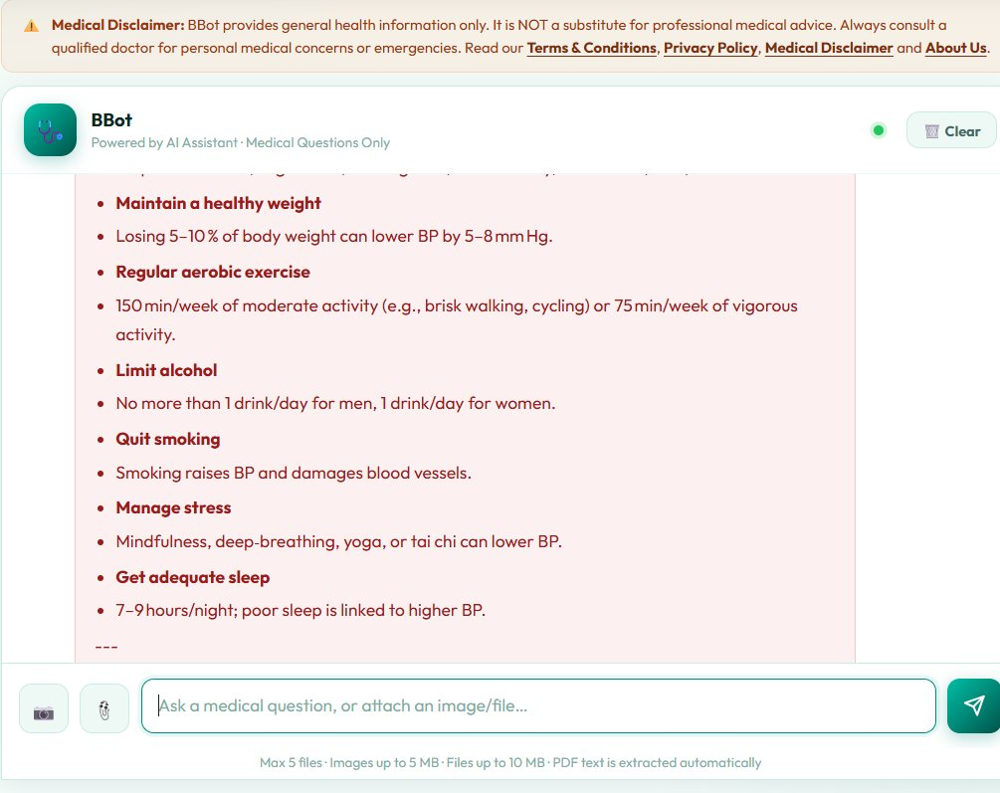 Medical Disclaimer: BBot provides general health information only. It is NOT a substitute for professional medical advice. Always consult a
qualified doctor for personal medical concerns or emergencies. Read our Terms & Conditions, Privacy Policy, Medical Disclaimer and About Us.
BBot
Powered by AI Assistant · Medical Questions Only
Clear
• Maintain a healthy weight
• Losing 5–10 % of body weight can lower BP by 5–8 mm Hg.
• Regular aerobic exercise
• 150 min/week of moderate activity (e.g., brisk walking, cycling) or 75 min/week of vigorous
activity.
• Limit alcohol
• No more than 1 drink/day for men, 1 drink/day for women.
• Quit smoking
• Smoking raises BP and damages blood vessels.
• Manage stress
• Mindfulness, deep-breathing, yoga, or tai chi can lower BP.
• Get adequate sleep
• 7–9 hours/night; poor sleep is linked to higher BP.
---
Ask a medical question, or attach an image/file...
Max 5 files · Images up to 5 MB · Files up to 10 MB · PDF text is extracted automatically